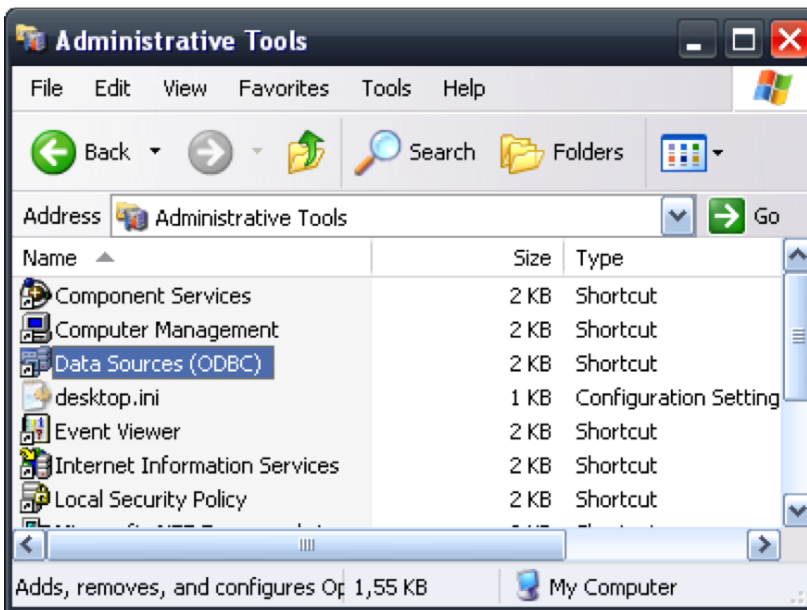 Administrative Tools
File Edit View Favorites Tools Help
Back Search Folders
Address Administrative Tools Go
Name Size Type
Component Services 2 KB Shortcut
Computer Management 2 KB Shortcut
Data Sources (ODBC) 2 KB Shortcut
desktop.ini 1 KB Configuration Setting
Event Viewer 2 KB Shortcut
Internet Information Services 2 KB Shortcut
Local Security Policy 2 KB Shortcut
Adds, removes, and configures Op 1,55 KB My Computer